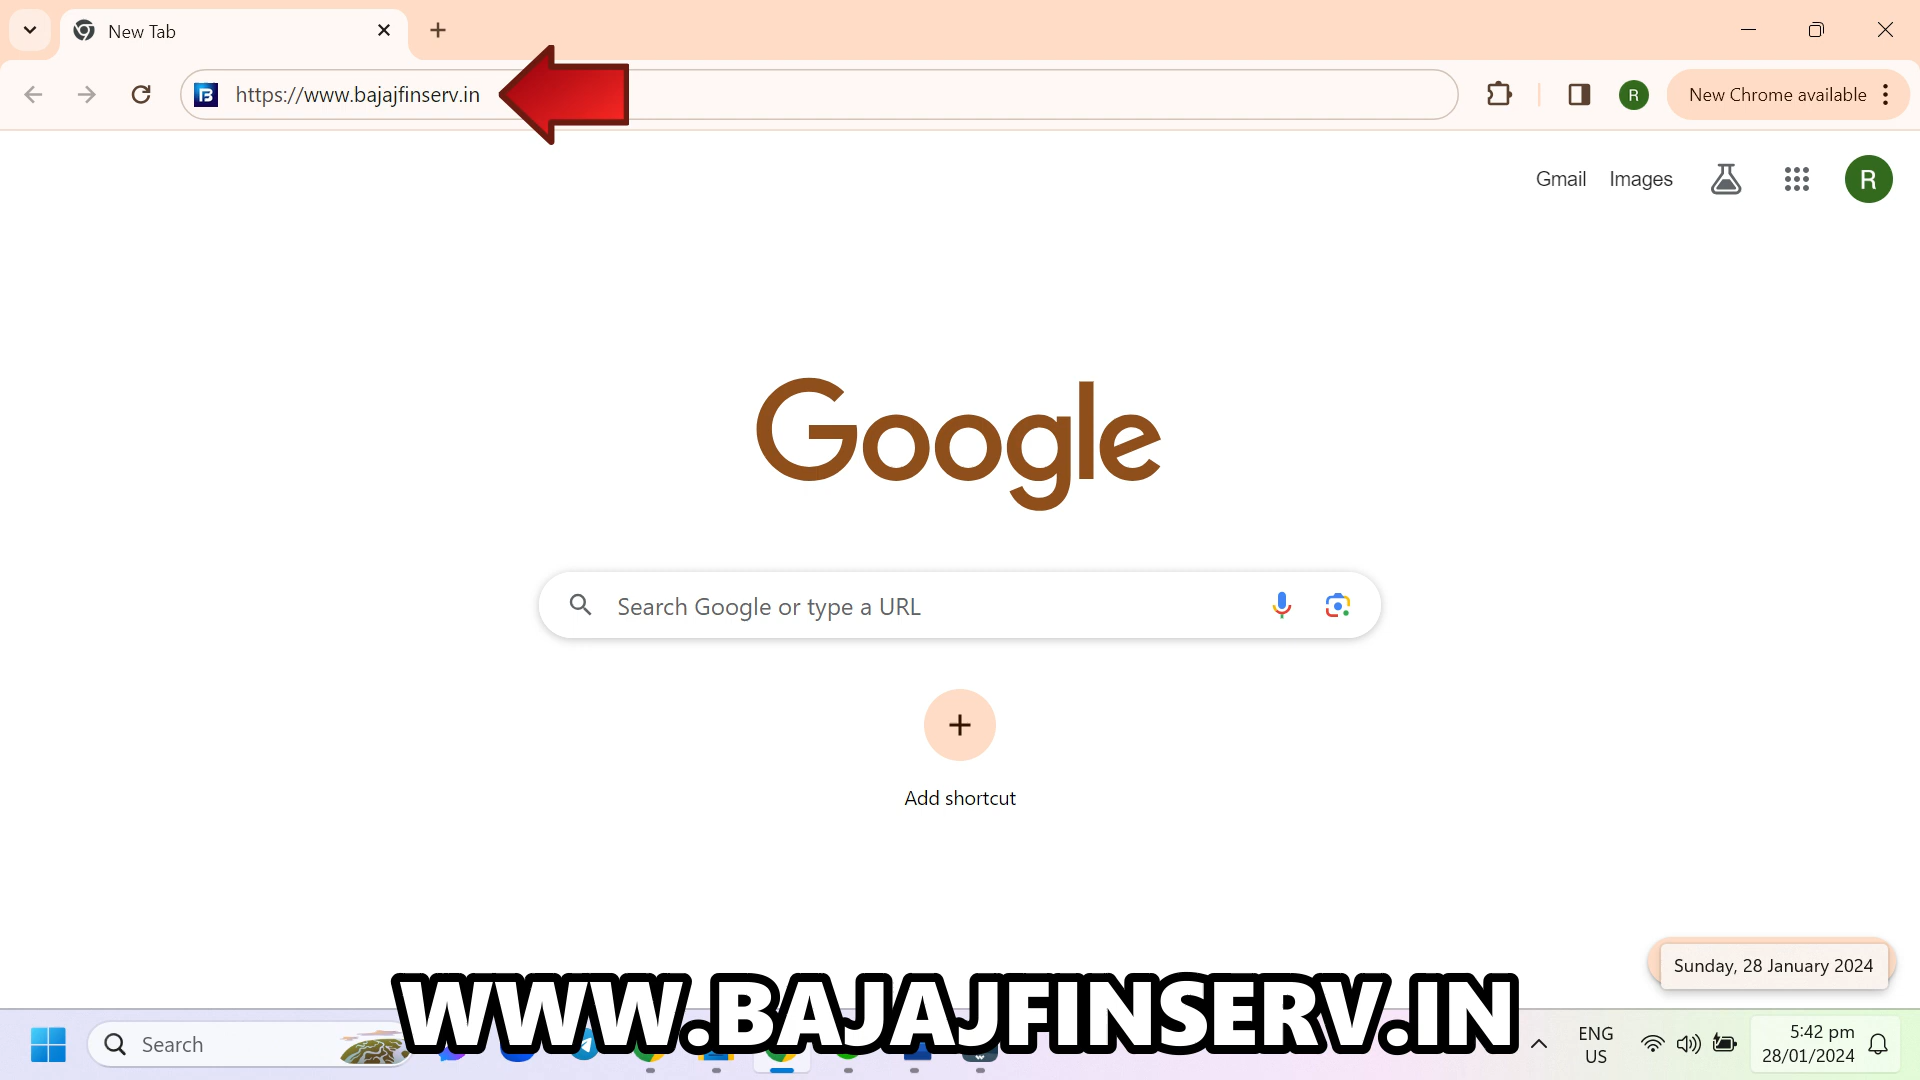 New Tab
https://www.bajajfinserv.in
R
New Chrome available
Gmail
Images
R
Google
Search Google or type a URL
Add shortcut
Sunday, 28 January 2024
WWW.BAJAJFINSERV.IN
Search
ENG
US
5:42 pm
28/01/2024